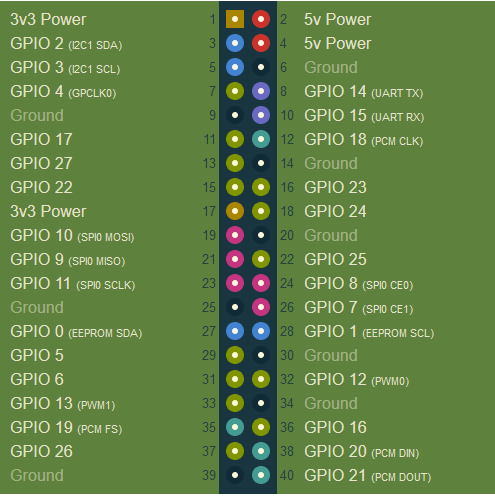 3v3 Power 1 2 5v Power
GPIO 2 (I2C1 SDA) 3 4 5v Power
GPIO 3 (I2C1 SCL) 5 6 Ground
GPIO 4 (GPCLK0) 7 8 GPIO 14 (UART TX)
Ground 9 10 GPIO 15 (UART RX)
GPIO 17 11 12 GPIO 18 (PCM CLK)
GPIO 27 13 14 Ground
GPIO 22 15 16 GPIO 23
3v3 Power 17 18 GPIO 24
GPIO 10 (SPI0 MOSI) 19 20 Ground
GPIO 9 (SPI0 MISO) 21 22 GPIO 25
GPIO 11 (SPI0 SCLK) 23 24 GPIO 8 (SPI0 CE0)
Ground 25 26 GPIO 7 (SPI0 CE1)
GPIO 0 (EEPROM SDA) 27 28 GPIO 1 (EEPROM SCL)
GPIO 5 29 30 Ground
GPIO 6 31 32 GPIO 12 (PWM0)
GPIO 13 (PWM1) 33 34 Ground
GPIO 19 (PCM FS) 35 36 GPIO 16
GPIO 26 37 38 GPIO 20 (PCM DIN)
Ground 39 40 GPIO 21 (PCM DOUT)